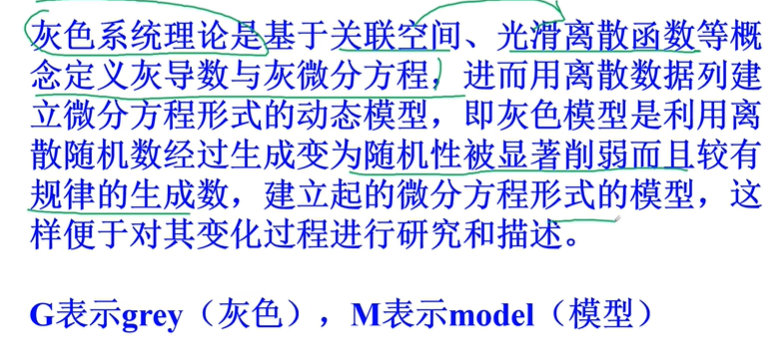 灰色系统理论是基于关联空间、光滑离散函数等概
念定义灰导数与灰微分方程，进而用离散数据列建
立微分方程形式的动态模型，即灰色模型是利用离
散随机数经过生成变为随机性被显著削弱而且较有
规律的生成数，建立起的微分方程形式的模型，这
样便于对其变化过程进行研究和描述。
G表示grey（灰色），M表示model（模型）